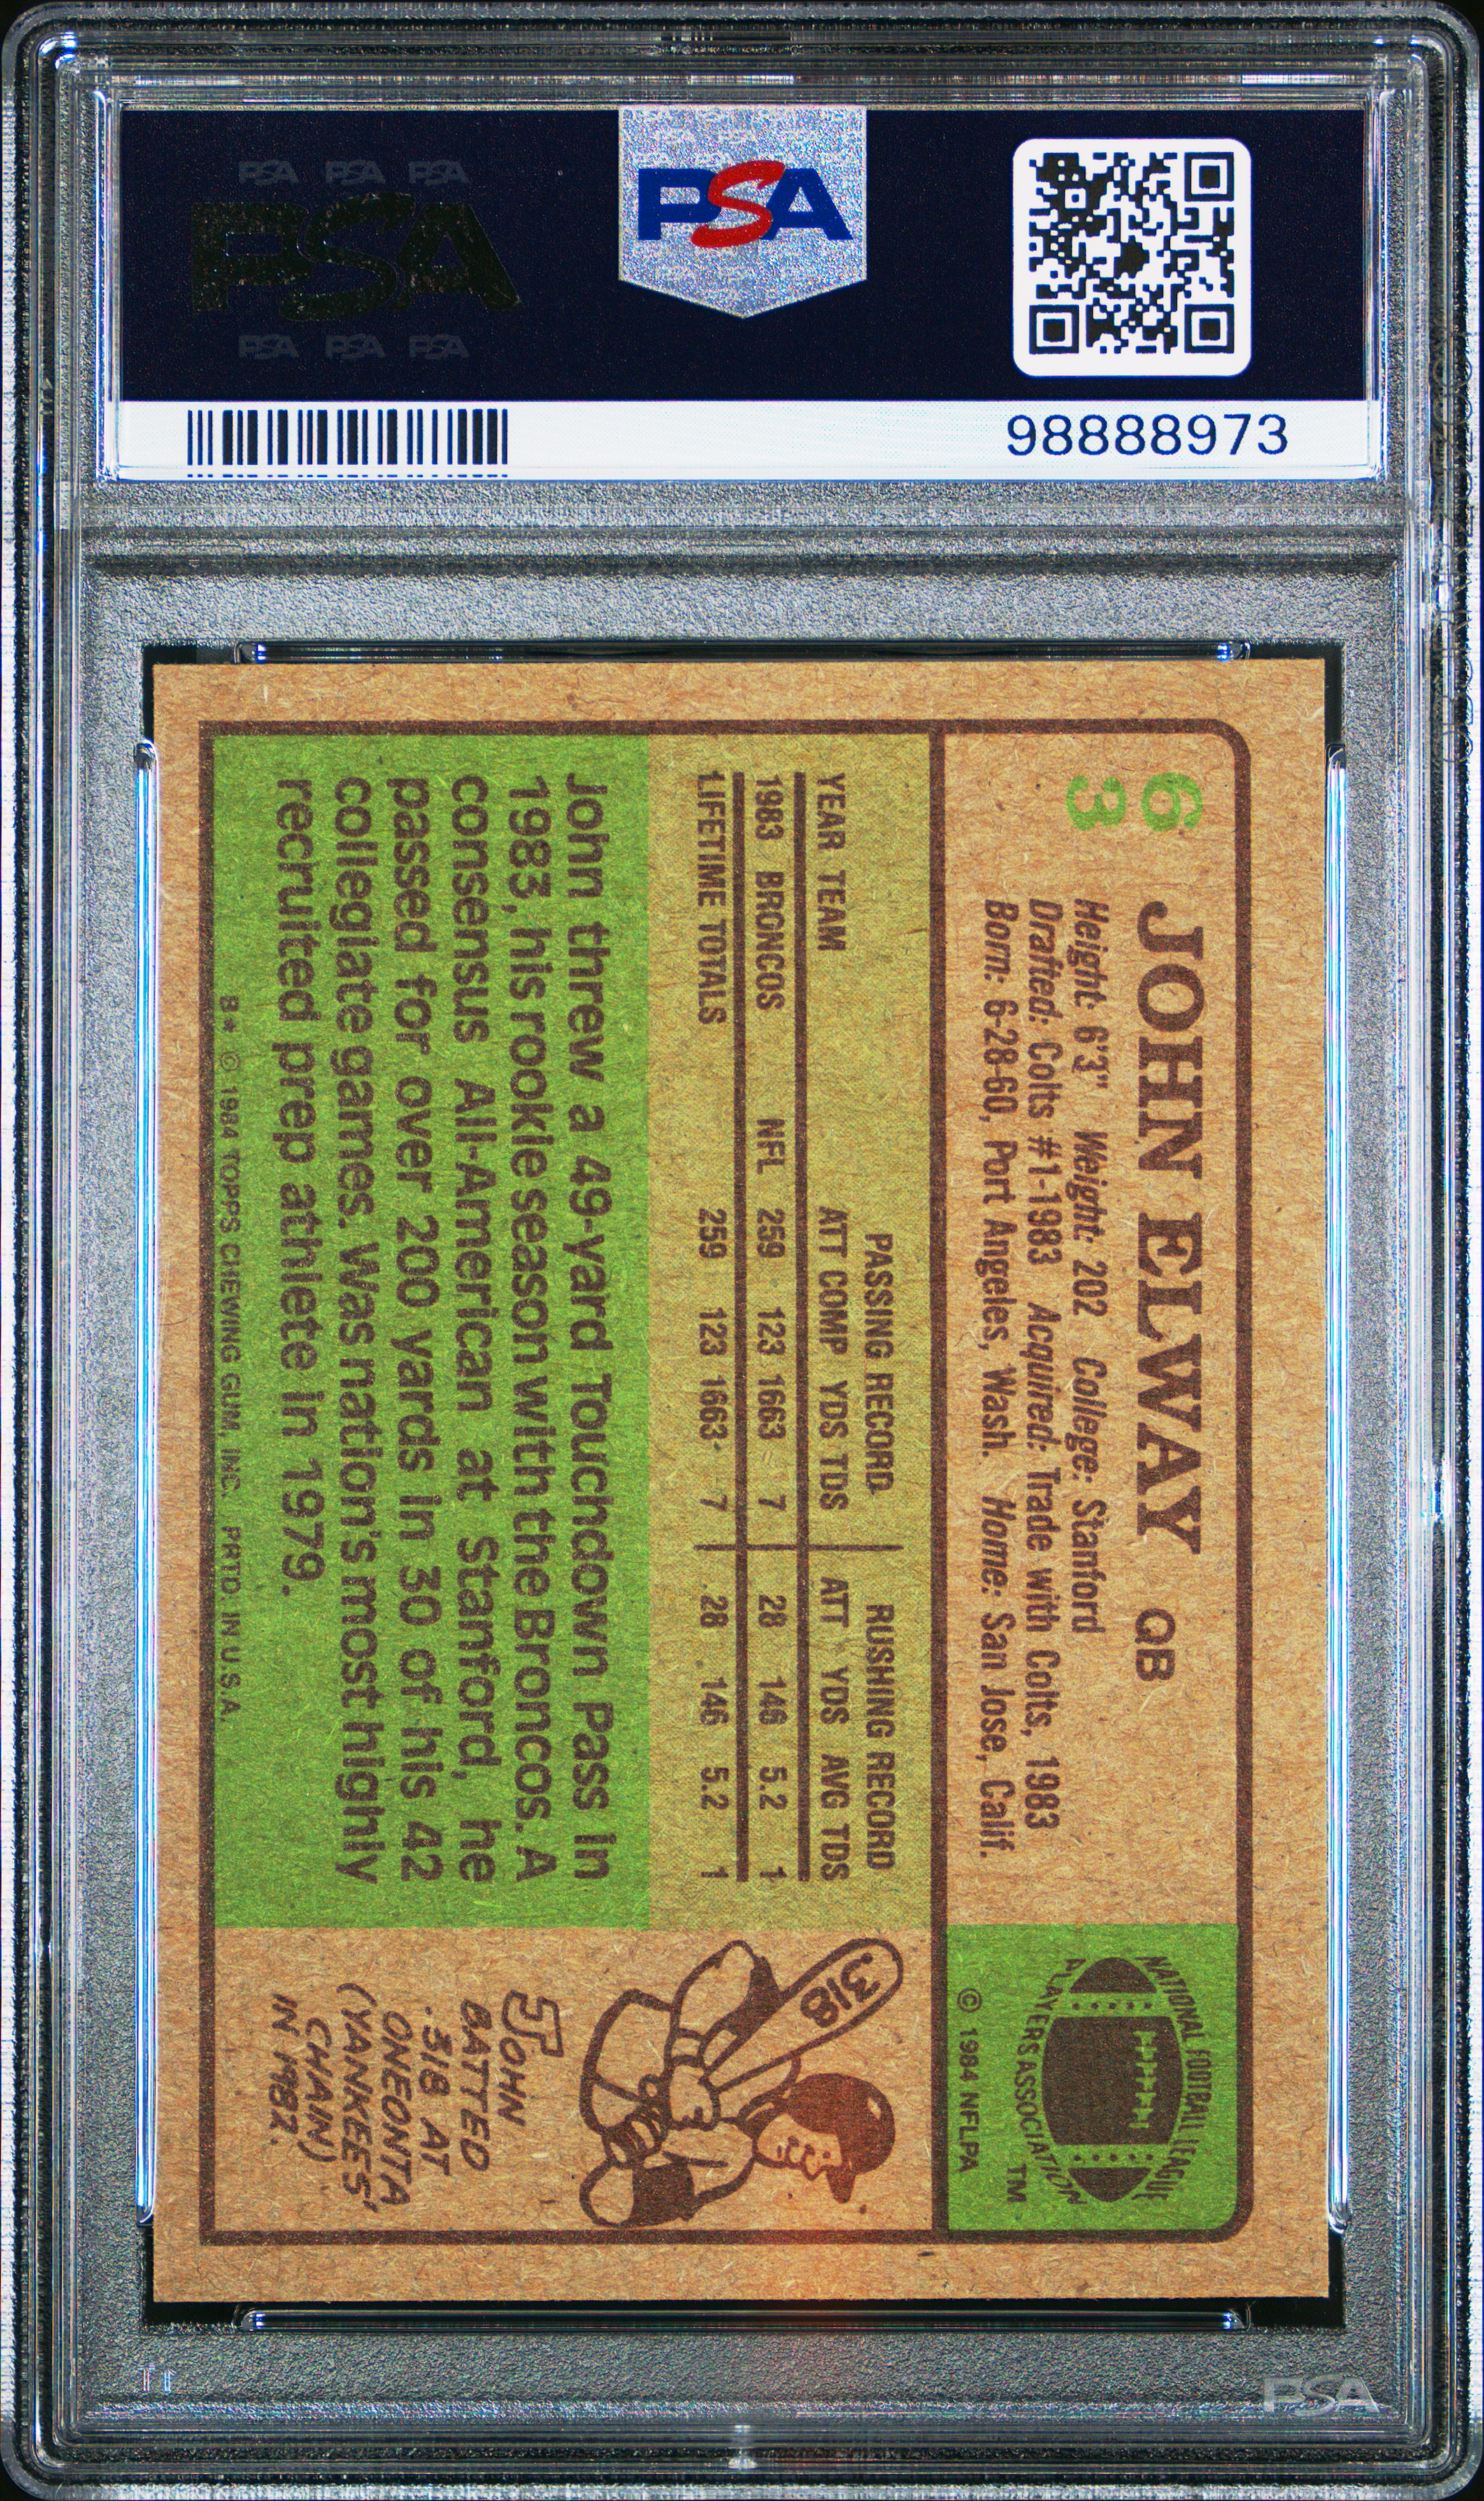 PSA PSA PSA
PSA
PSA PSA PSA
PSA
98888973
63
JOHN ELWAY QB
Height: 6'3" Weight: 202 College: Stanford
Drafted: Colts #1-1983 Acquired: Trade with Colts, 1983
Born: 6-28-60, Port Angeles, Wash. Home: San Jose, Calif.
NATIONAL FOOTBALL LEAGUE
PLAYERS ASSOCIATION TM
© 1984 NFLPA
PASSING RECORD RUSHING RECORD
YEAR TEAM ATT COMP YDS TDS ATT YDS AVG TDS
1983 BRONCOS NFL 259 123 1663 7 28 146 5.2 1
LIFETIME TOTALS 259 123 1663 7 28 146 5.2 1
John threw a 49-yard Touchdown Pass in
1983, his rookie season with the Broncos. A
consensus All-American at Stanford, he
passed for over 200 yards in 30 of his 42
collegiate games. Was nation's most highly
recruited prep athlete in 1979.
B* © 1984 TOPPS CHEWING GUM, INC. PRTD. IN U.S.A.
.318
JOHN
BATTED
.318 AT
ONEONTA
(YANKEES'
CHAIN)
IN 1982.
PSA